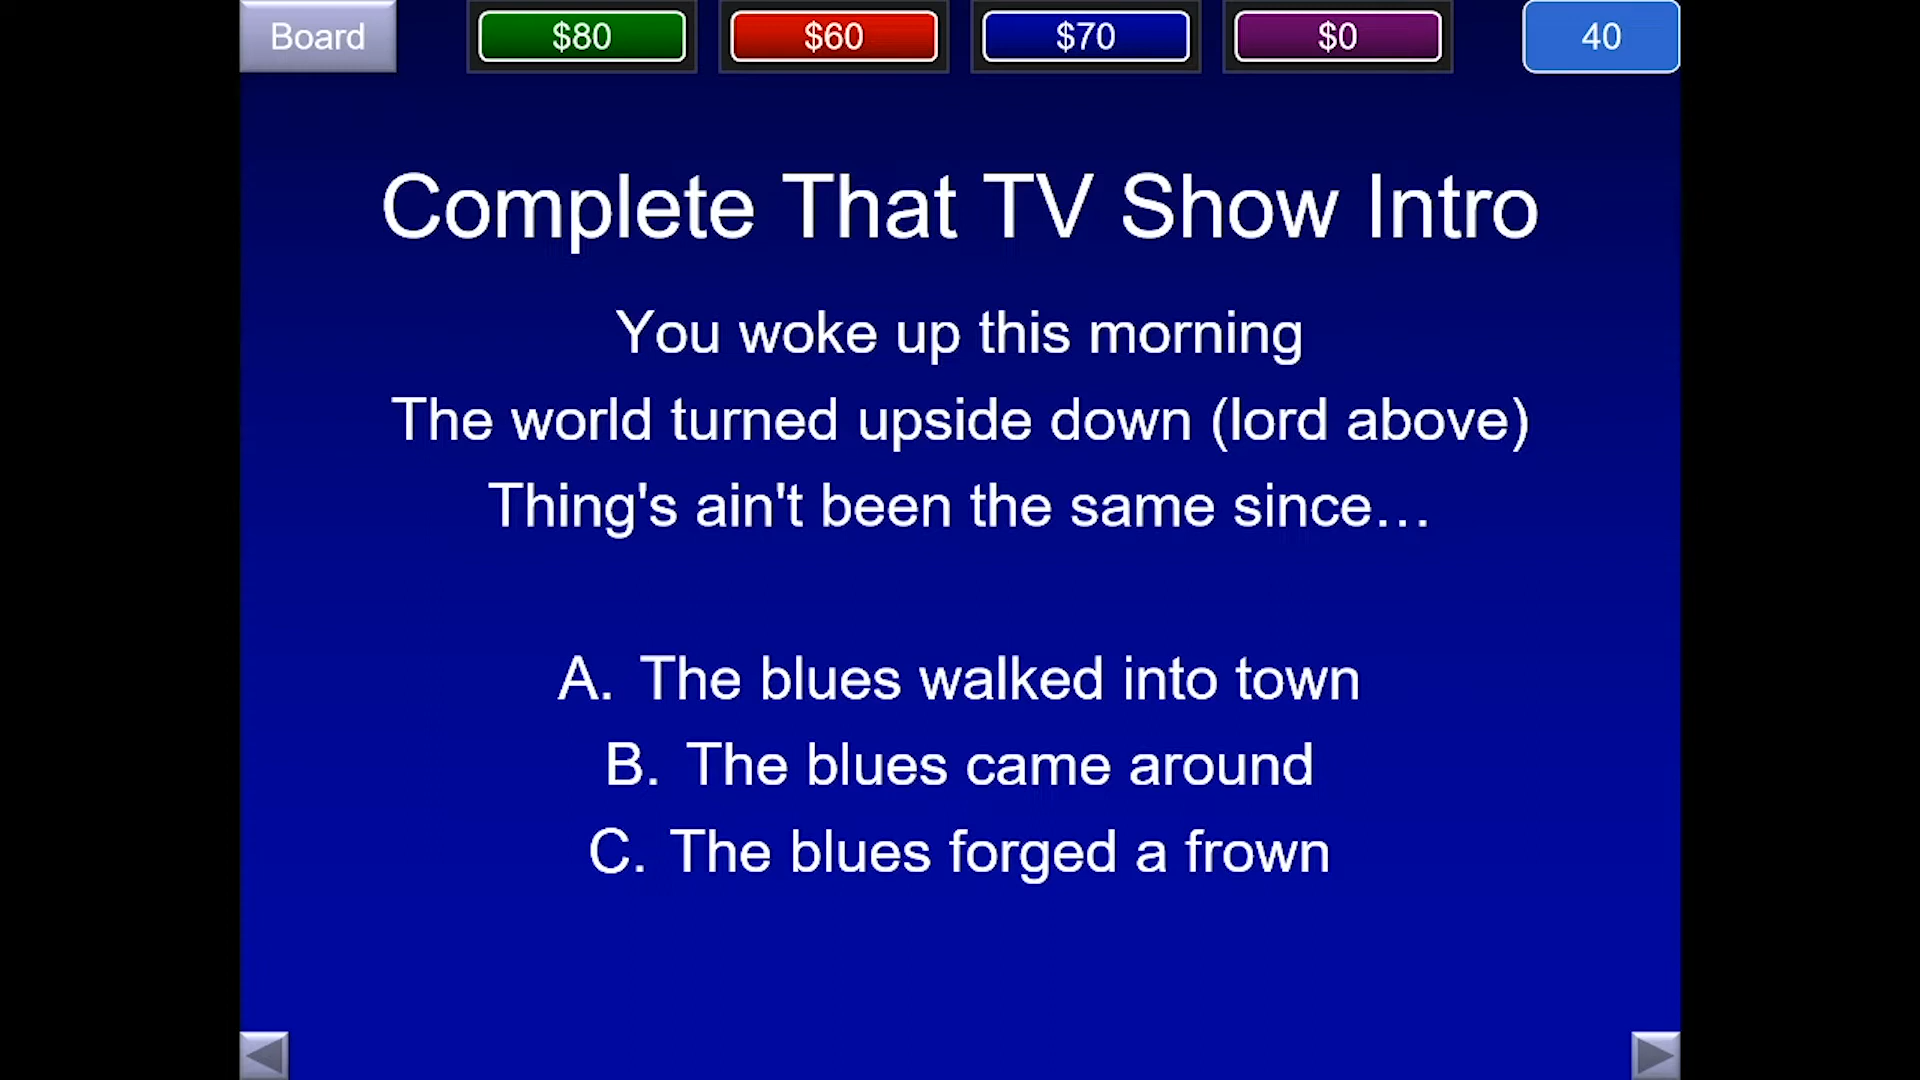 Board $80 $60 $70 $0 40
Complete That TV Show Intro
You woke up this morning
The world turned upside down (lord above)
Thing's ain't been the same since…
A. The blues walked into town
B. The blues came around
C. The blues forged a frown